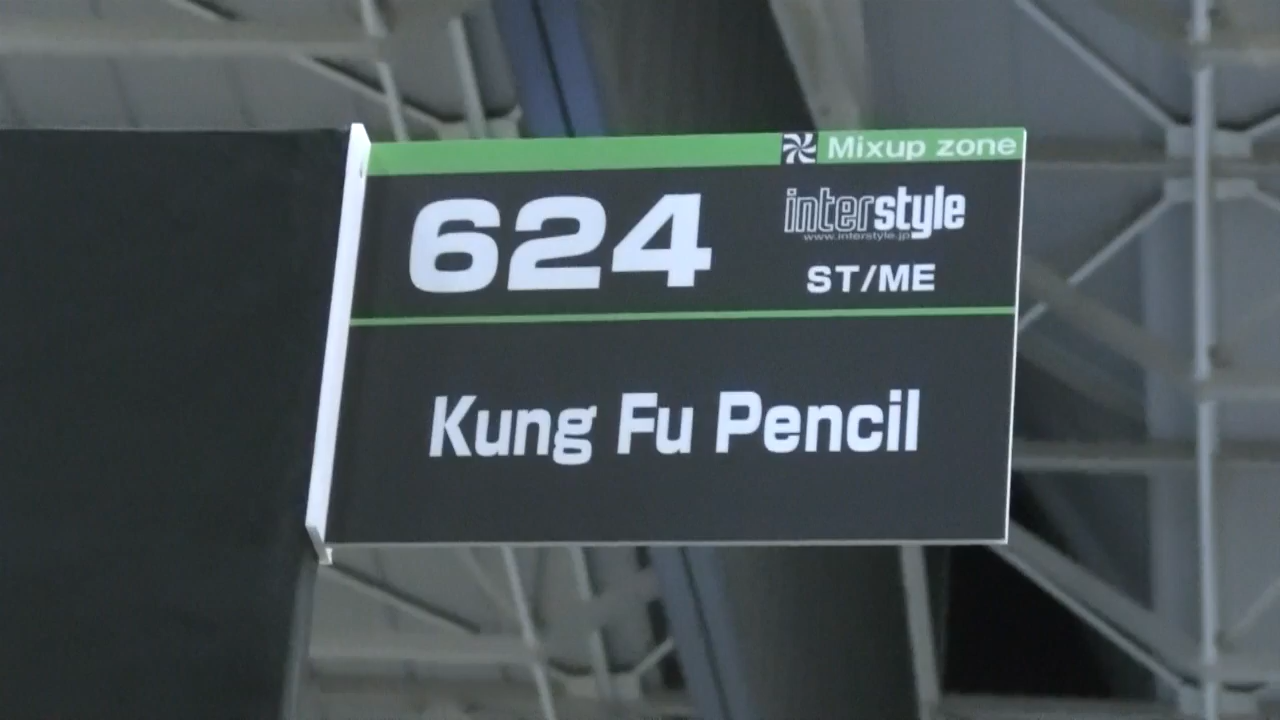 Mixup zone
624
interstyle
www.interstyle.jp
ST/ME
Kung Fu Pencil